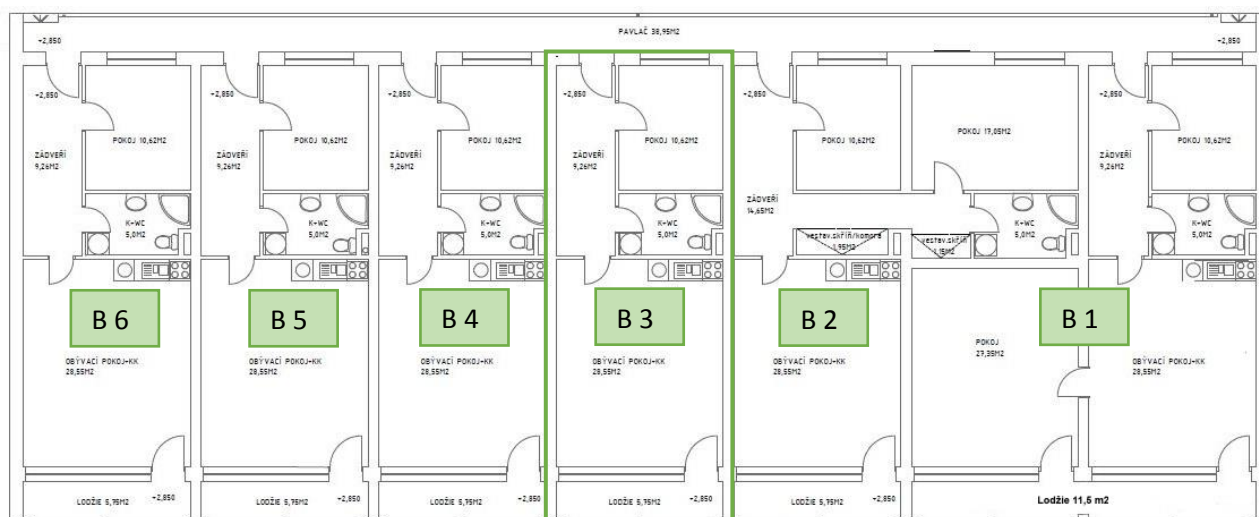 PAVLAČ 38,95M2
+2,850
+2,850
+2,850
+2,850
+2,850
+2,850
+2,850
+2,850
POKOJ 10,62M2
POKOJ 10,62M2
POKOJ 10,62M2
POKOJ 10,62M2
POKOJ 10,62M2
POKOJ 17,05M2
POKOJ 10,62M2
ZÁDVEŘÍ
9,26M2
ZÁDVEŘÍ
9,26M2
ZÁDVEŘÍ
9,26M2
ZÁDVEŘÍ
9,26M2
ZÁDVEŘÍ
14,65M2
ZÁDVEŘÍ
9,26M2
K+WC
5,0M2
K+WC
5,0M2
K+WC
5,0M2
K+WC
5,0M2
K+WC
5,0M2
K+WC
5,0M2
vestav.skříň/komora
1,95M2
vestav.skříň
1,15M2
B 6
B 5
B 4
B 3
B 2
B 1
OBÝVACÍ POKOJ+KK
28,55M2
OBÝVACÍ POKOJ+KK
28,55M2
OBÝVACÍ POKOJ+KK
28,55M2
OBÝVACÍ POKOJ+KK
28,55M2
OBÝVACÍ POKOJ+KK
28,55M2
POKOJ
27,35M2
OBÝVACÍ POKOJ+KK
28,55M2
LODŽIE 5,75M2 +2,850
LODŽIE 5,75M2 +2,850
LODŽIE 5,75M2 +2,850
LODŽIE 5,75M2 +2,850
LODŽIE 5,75M2 +2,850
Lodžie 11,5 m2